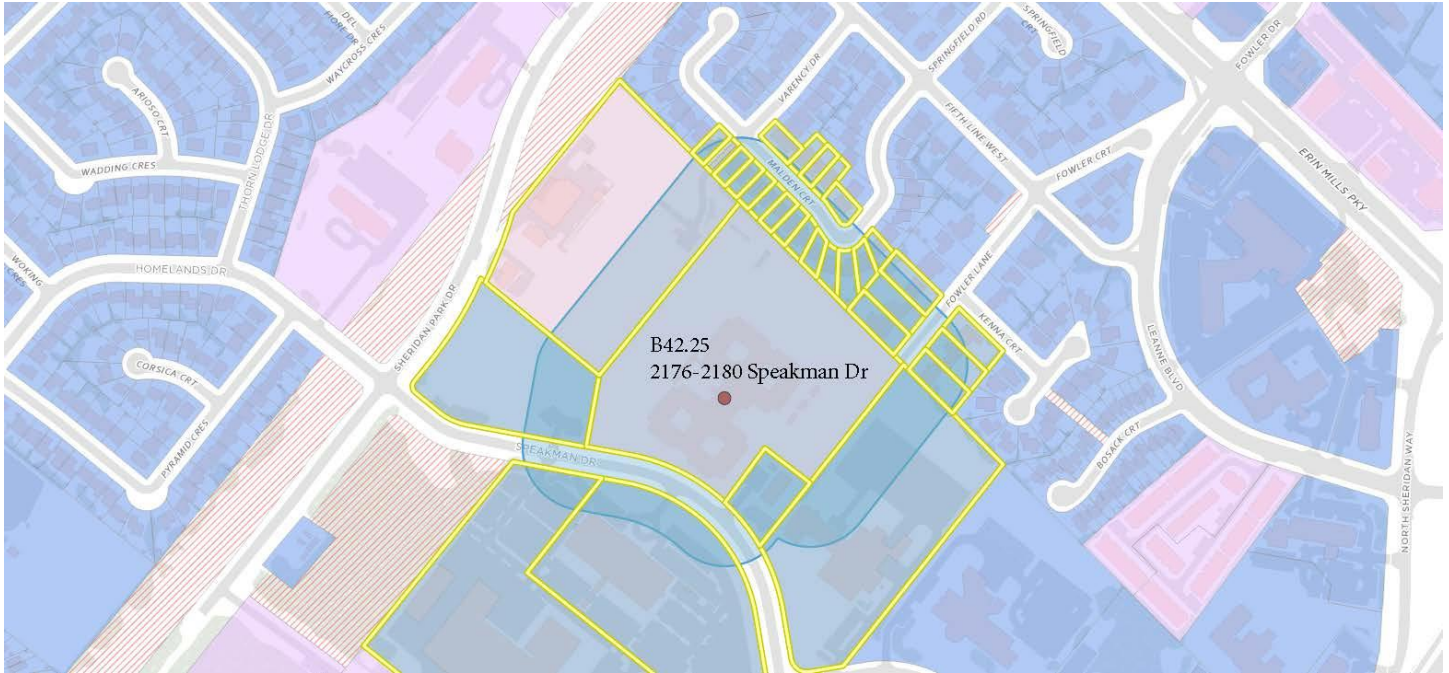 DEL
FIORE DR
WAYCROSS CRES
ARIOSO CRT
WADDING CRES
THORN LODGE DR
WOKING
CRES
HOMELANDS DR
SHERIDAN PARK DR
CORSICA CRT
PYRAMID CRES
SPEAKMAN DR
VARENCY DR
MALDEN CRT
SPRINGFIELD RD
SPRINGFIELD
CRT
FIFTH LINE WEST
FOWLER DR
FOWLER CRT
ERIN MILLS PKY
FOWLER LANE
KENNA CRT
LEANNE BLVD
BOSACK CRT
NORTH SHERIDAN WAY
B42.25
2176-2180 Speakman Dr